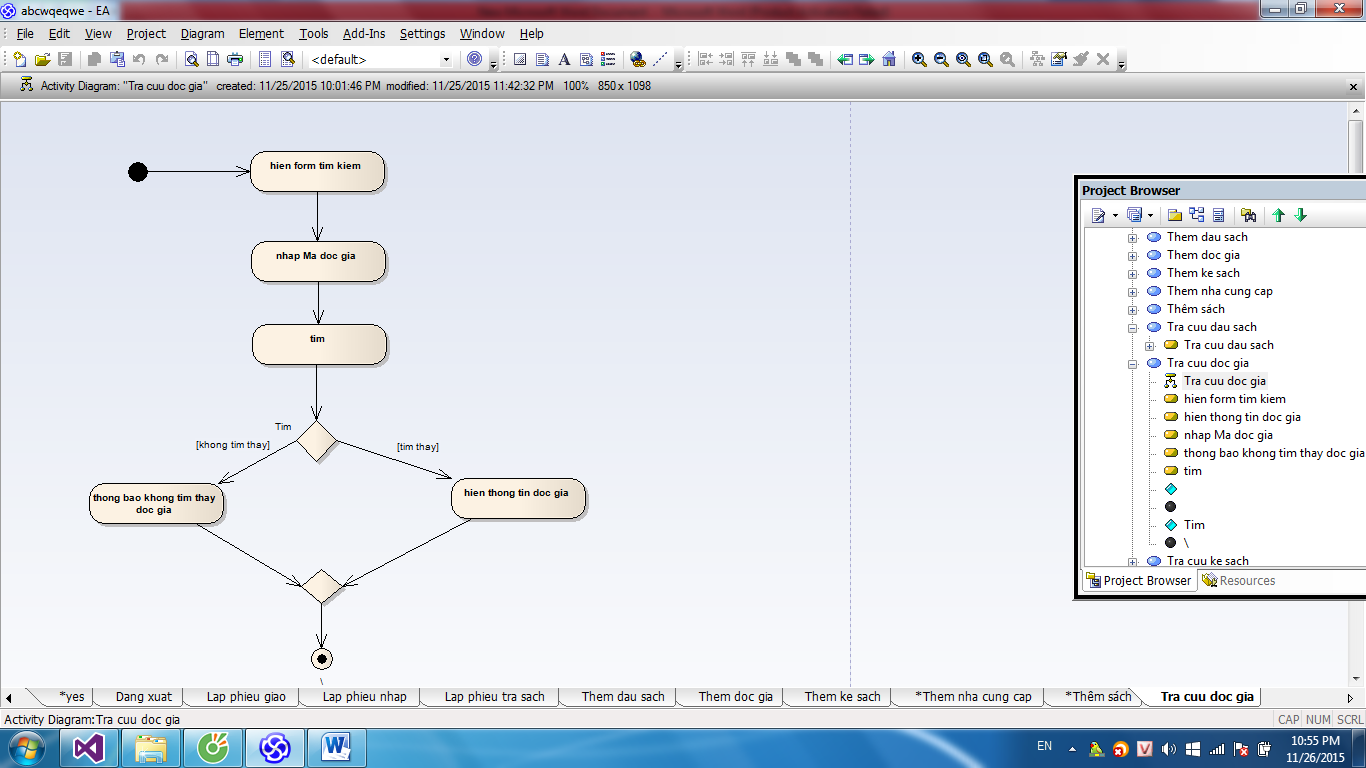 abcwqeqwe - EA
File Edit View Project Diagram Element Tools Add-Ins Settings Window Help
<default>
Activity Diagram: "Tra cuu doc gia" created: 11/25/2015 10:01:46 PM modified: 11/25/2015 11:42:32 PM 100% 850 x 1098
hien form tim kiem
nhap Ma doc gia
tim
Tim
[khong tim thay]
[tim thay]
thong bao khong tim thay
doc gia
hien thong tin doc gia
\
Project Browser
Them dau sach
Them doc gia
Them ke sach
Them nha cung cap
Thêm sách
Tra cuu dau sach
Tra cuu dau sach
Tra cuu doc gia
Tra cuu doc gia
hien form tim kiem
hien thong tin doc gia
nhap Ma doc gia
thong bao khong tim thay doc gia
tim
Tim
\
Tra cuu ke sach
Project Browser Resources
*yes Dang xuat Lap phieu giao Lap phieu nhap Lap phieu tra sach Them dau sach Them doc gia Them ke sach *Them nha cung cap *Thêm sách Tra cuu doc gia
Activity Diagram:Tra cuu doc gia CAP NUM SCRL
EN
10:55 PM
11/26/2015